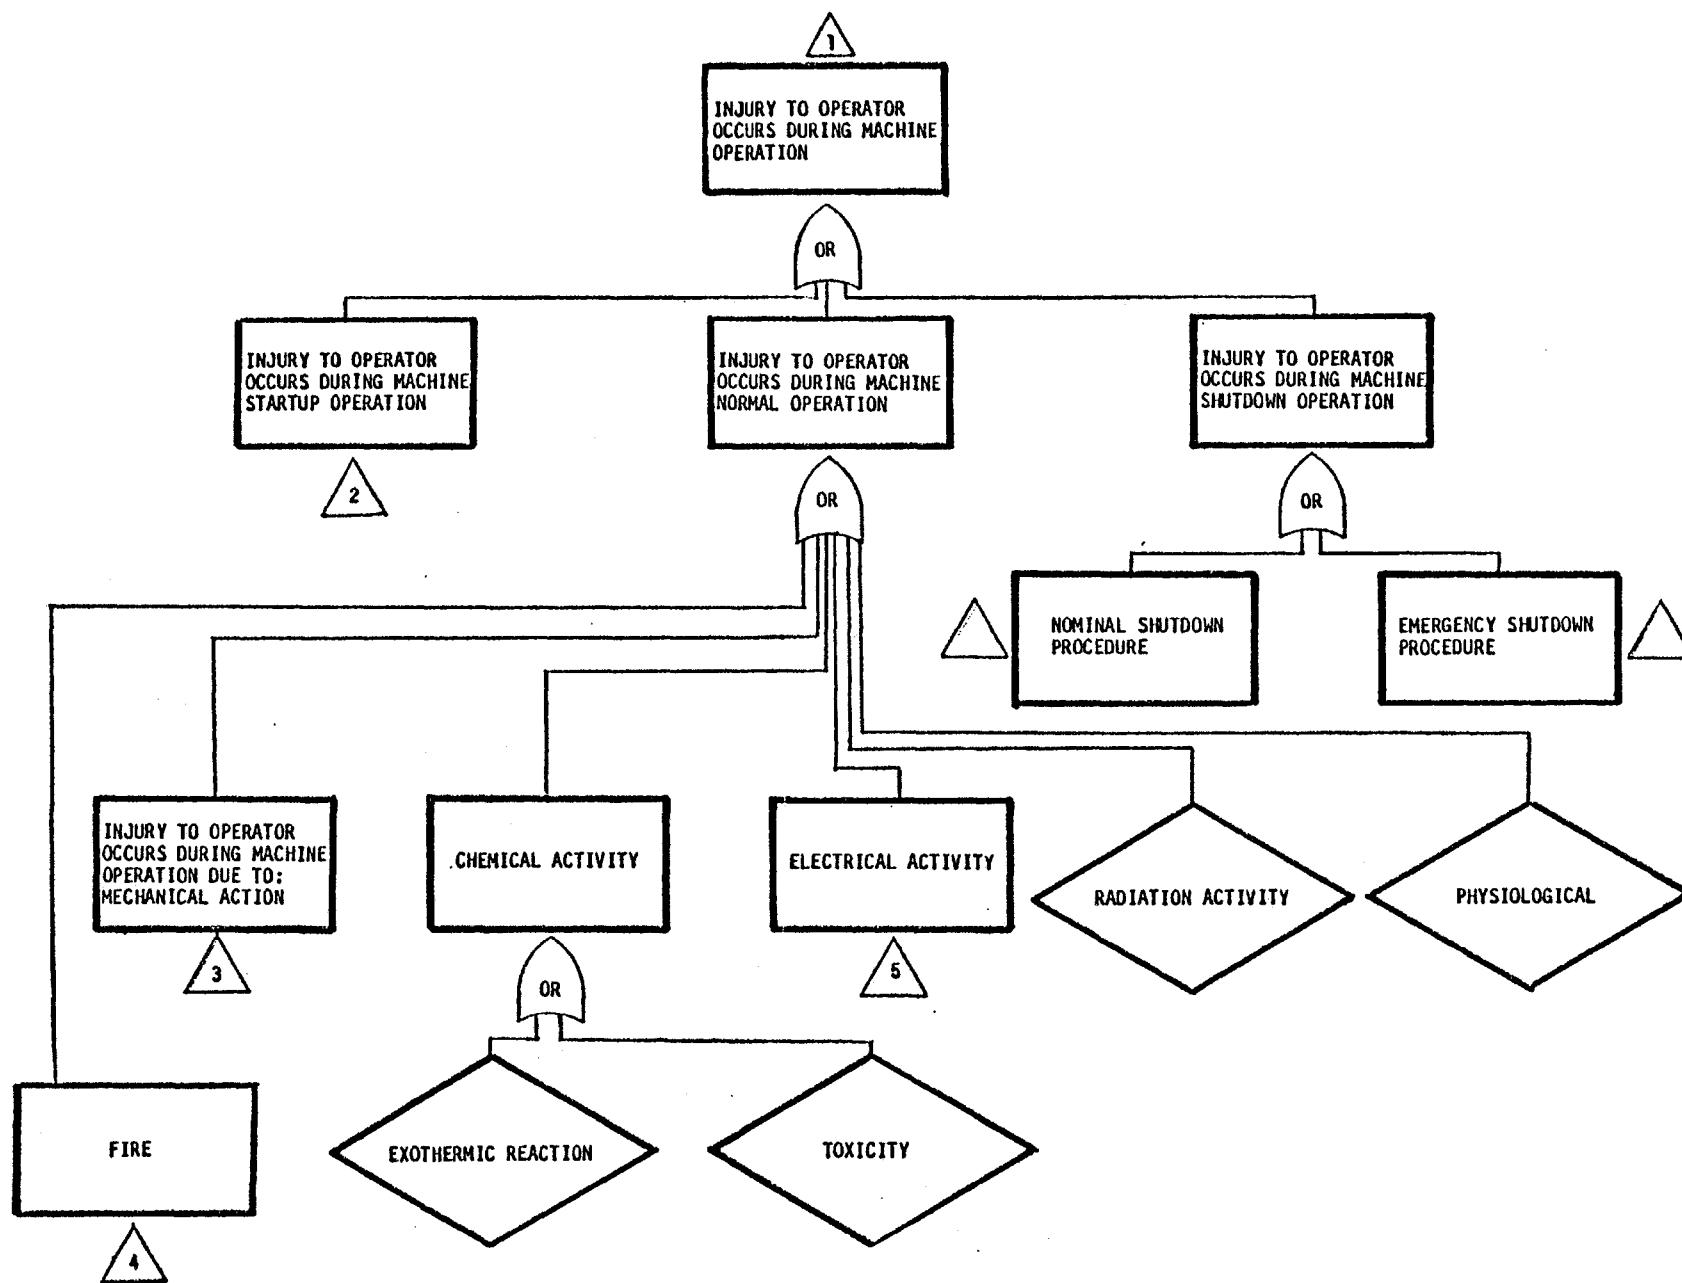 1
INJURY TO OPERATOR
OCCURS DURING MACHINE
OPERATION
OR
INJURY TO OPERATOR
OCCURS DURING MACHINE
STARTUP OPERATION
2
INJURY TO OPERATOR
OCCURS DURING MACHINE
NORMAL OPERATION
OR
INJURY TO OPERATOR
OCCURS DURING MACHINE
SHUTDOWN OPERATION
OR
NOMINAL SHUTDOWN
PROCEDURE
EMERGENCY SHUTDOWN
PROCEDURE
INJURY TO OPERATOR
OCCURS DURING MACHINE
OPERATION DUE TO:
MECHANICAL ACTION
3
CHEMICAL ACTIVITY
OR
ELECTRICAL ACTIVITY
5
RADIATION ACTIVITY
PHYSIOLOGICAL
FIRE
4
EXOTHERMIC REACTION
TOXICITY